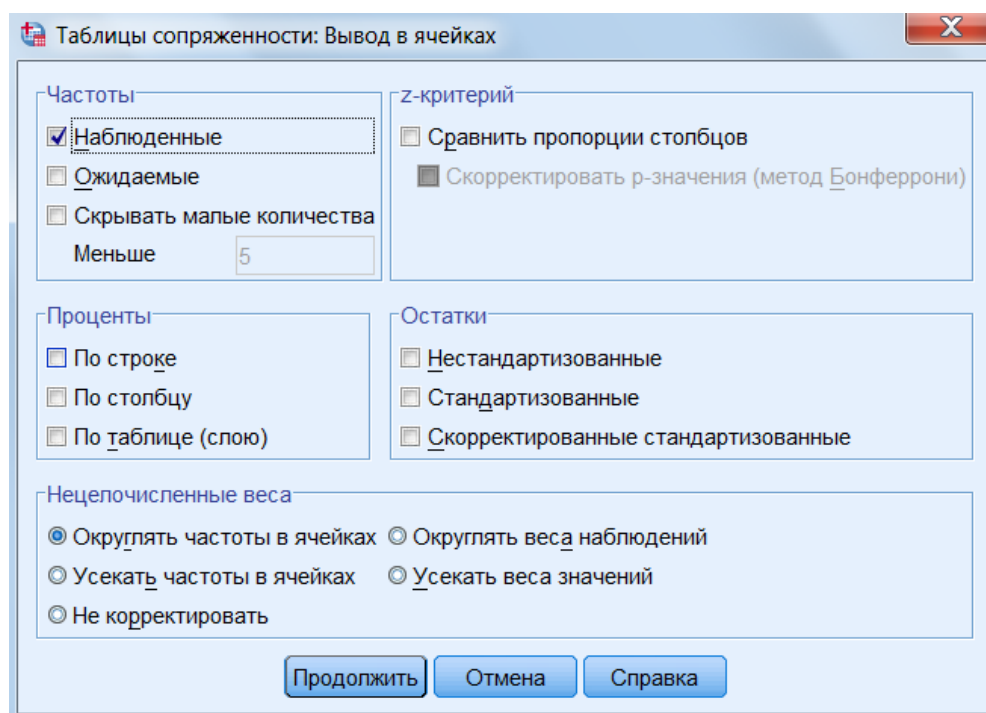 Таблицы сопряженности: Вывод в ячейках
Частоты
Наблюденные
Ожидаемые
Скрывать малые количества
Меньше 5
z-критерий
Сравнить пропорции столбцов
Скорректировать p-значения (метод Бонферрони)
Проценты
По строке
По столбцу
По таблице (слою)
Остатки
Нестандартизованные
Стандартизованные
Скорректированные стандартизованные
Нецелочисленные веса
Округлять частоты в ячейках Округлять веса наблюдений
Усекать частоты в ячейках Усекать веса значений
Не корректировать
Продолжить Отмена Справка